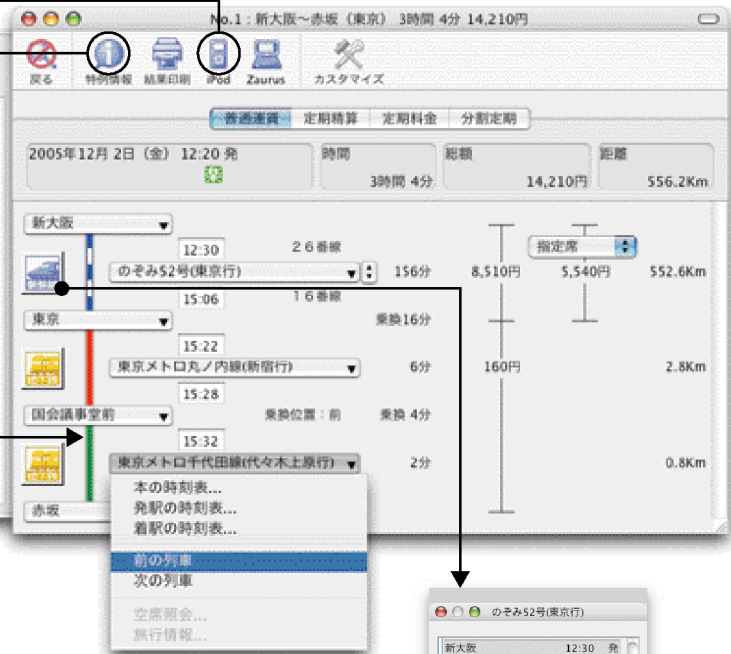 No.1：新大阪〜赤坂（東京） 3時間 4分 14,210円
戻る 特例情報 結果印刷 iPod Zaurus カスタマイズ
普通運賃 定期精算 定期料金 分割定期
2005年12月 2日（金） 12:20 発 時間 総額 距離
3時間 4分 14,210円 556.2Km
新大阪
12:30 26番線 指定席
のぞみ52号(東京行) 156分 8,510円 5,540円 552.6Km
15:06 16番線
東京 乗換16分
15:22
東京メトロ丸ノ内線(新宿行) 6分 160円 2.8Km
15:28
国会議事堂前 乗換位置：前 乗換 4分
15:32
東京メトロ千代田線(代々木上原行) 2分 0.8Km
本の時刻表...
発駅の時刻表...
着駅の時刻表...
赤坂
前の列車
次の列車
空席照会...
旅行情報...
のぞみ52号(東京行)
新大阪 12:30 発